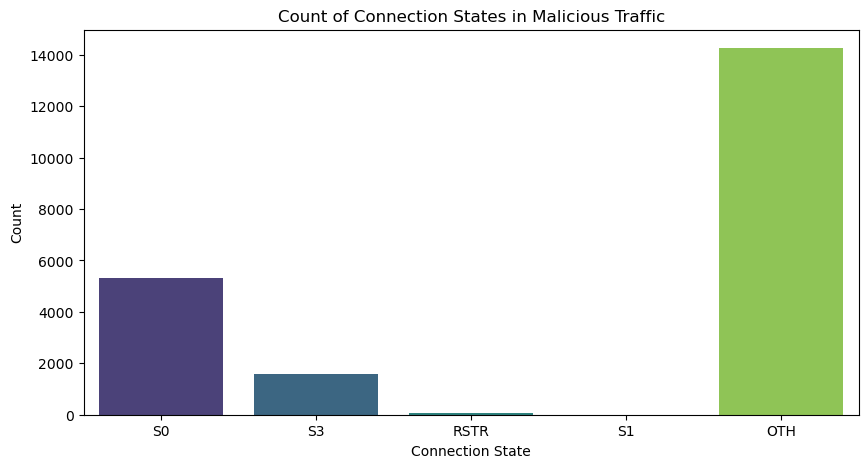 Count of Connection States in Malicious Traffic
14000
12000
10000
8000
6000
4000
2000
0
Count
S0 S3 RSTR S1 OTH
Connection State